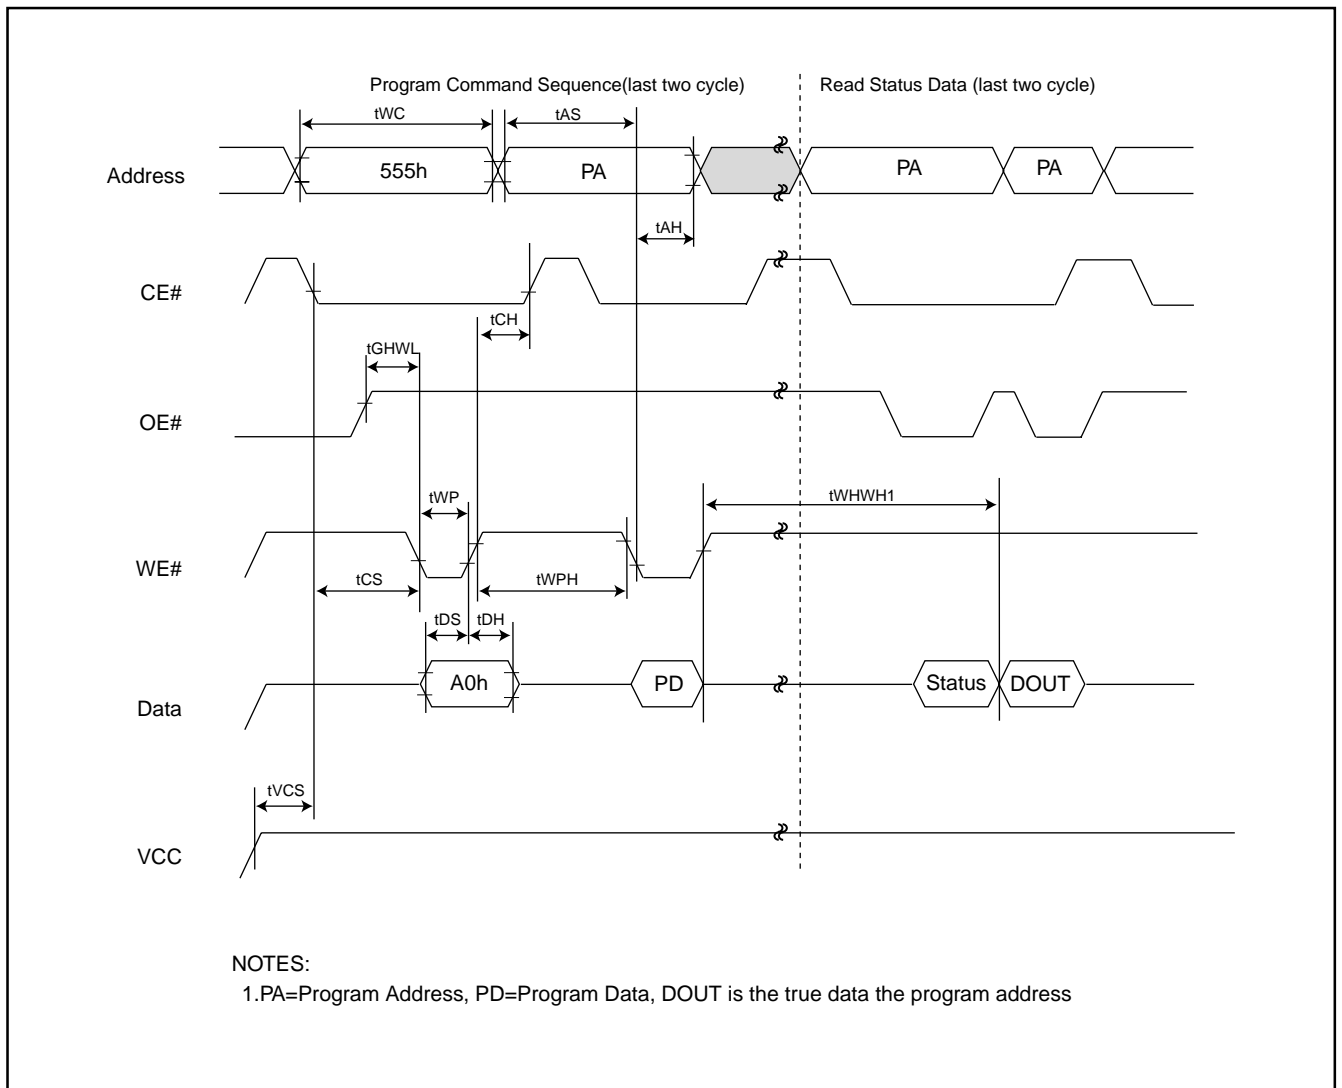 Program Command Sequence(last two cycle)
Read Status Data (last two cycle)
tWC
tAS
Address
555h
PA
PA
PA
tAH
CE#
tCH
tGHWL
OE#
tWP
tWHWH1
WE#
tCS
tWPH
tDS
tDH
A0h
PD
Status
DOUT
Data
tVCS
VCC
NOTES:
1.PA=Program Address, PD=Program Data, DOUT is the true data the program address